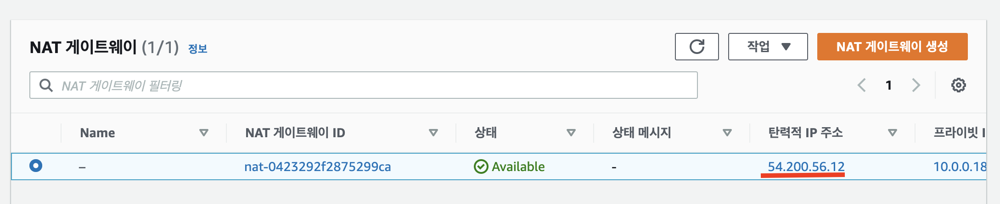 NAT 게이트웨이 (1/1) 정보 작업 NAT 게이트웨이 생성
NAT 게이트웨이 필터링 1
Name NAT 게이트웨이 ID 상태 상태 메시지 탄력적 IP 주소 프라이빗 I
– nat-0423292f2875299ca Available - 54.200.56.12 10.0.0.18